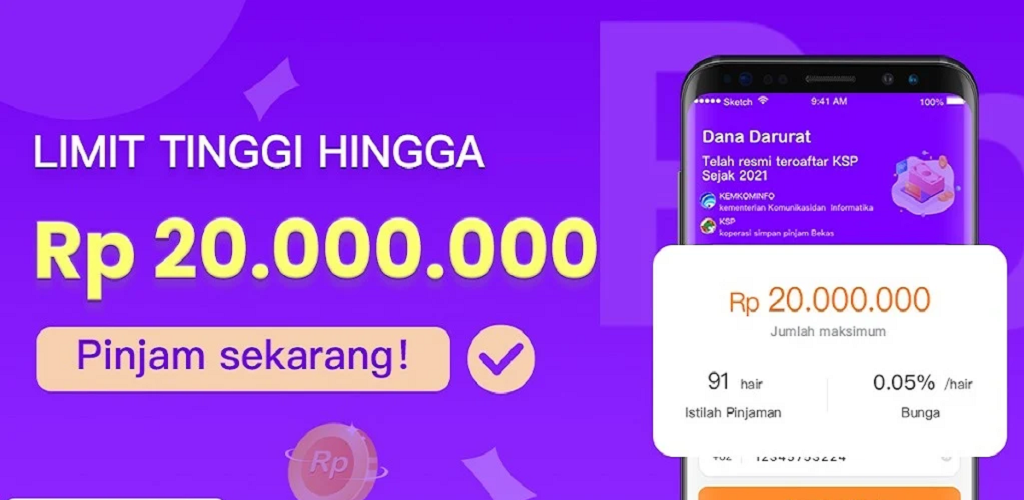 LIMIT TINGGI HINGGA
Rp 20.000.000
Pinjam sekarang!
Rp
Sketch 9:41 AM 100%
Dana Darurat
Telah resmi teroaftar KSP
Sejak 2021
KEMKOMINFO
kementerian Komunikasidan Informatika
KSP
koperasi simpan pinjam Bekas
Rp 20.000.000
Jumlah maksimum
91 hair
Istilah Pinjaman
0.05% /hair
Bunga